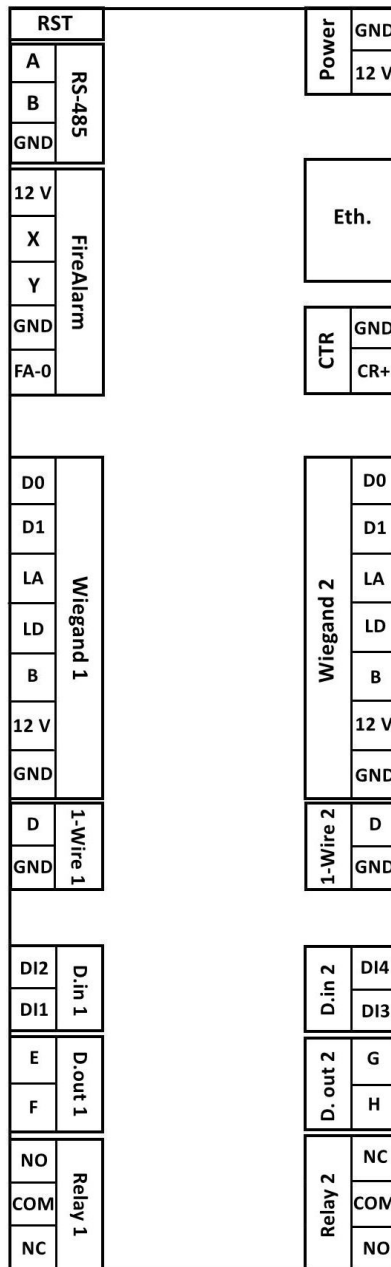 RST
A
B
GND
RS-485
12 V
X
Y
GND
FA-0
FireAlarm
D0
D1
LA
LD
B
12 V
GND
Wiegand 1
D
GND
1-Wire 1
DI2
DI1
D.in 1
E
F
D.out 1
NO
COM
NC
Relay 1
Power
GND
12 V
Eth.
CTR
GND
CR+
Wiegand 2
D0
D1
LA
LD
B
12 V
GND
1-Wire 2
D
GND
D.in 2
DI4
DI3
D. out 2
G
H
Relay 2
NC
COM
NO